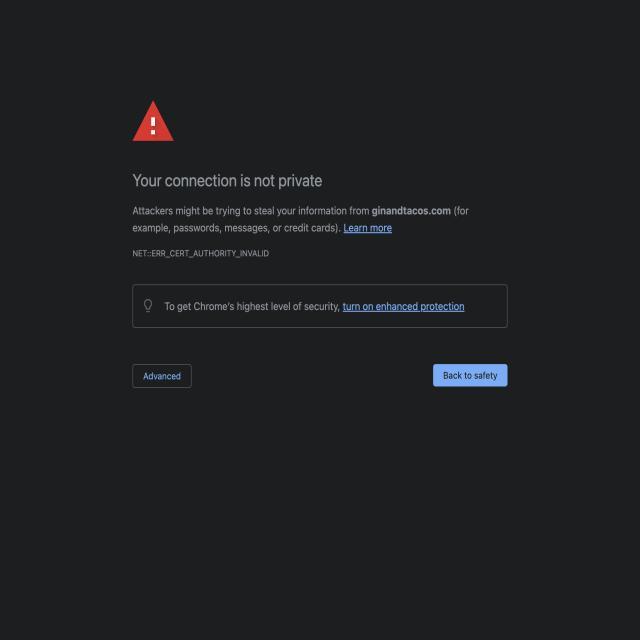 Your connection is not private
Attackers might be trying to steal your information from ginandtacos.com (for
example, passwords, messages, or credit cards). Learn more
NET::ERR_CERT_AUTHORITY_INVALID
To get Chrome's highest level of security, turn on enhanced protection
Advanced
Back to safety